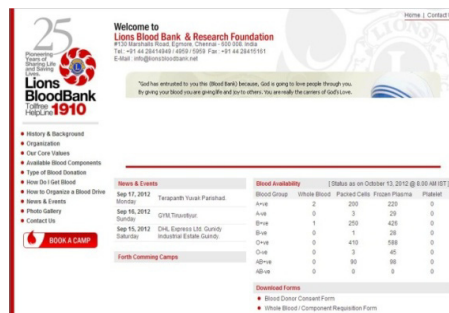 Home | Contact
25
Pioneering
Years of
Sharing Life
and Saving
Lives.
Lions
BloodBank
Tollfree
HelpLine 1910
Welcome to
Lions Blood Bank & Research Foundation
#130 Marshalls Road, Egmore, Chennai - 600 008. India
Tel.: +91 44 28414949 / 4959 / 5959 Fax : +91 44 28415161
E-Mail : info@lionsbloodbank.net
"God has entrusted to you this (Blood Bank) because, God is going to love people through you.
By giving your blood you are giving life and joy to others. You are really the carriers of God's Love.
History & Background
Organization
Our Core Values
Available Blood Components
Type of Blood Donation
How Do I Get Blood
How to Organize a Blood Drive
News & Events
Photo Gallery
Contact Us
BOOK A CAMP
News & Events
Sep 17, 2012 Monday Terapanth Yuvak Parishad.
Sep 16, 2012 Sunday GYM,Tiruvotiyur.
Sep 15, 2012 Saturday DHL Express Ltd. Guindy Industrial Estate.Guindy.
Forth Comming Camps
Blood Availability [ Status as on October 13, 2012 @ 8.00 AM IST ]
Blood Group Whole Blood Packed Cells Frozen Plasma Platelet
A+ve 2 200 220 0
A-ve 0 3 29 0
B+ve 1 250 425 0
B-ve 0 1 28 0
O+ve 0 410 588 0
O-ve 0 3 45 0
AB+ve 0 90 98 0
AB-ve 0 0 0 0
Download Forms
Blood Donor Consent Form
Whole Blood / Component Requisition Form